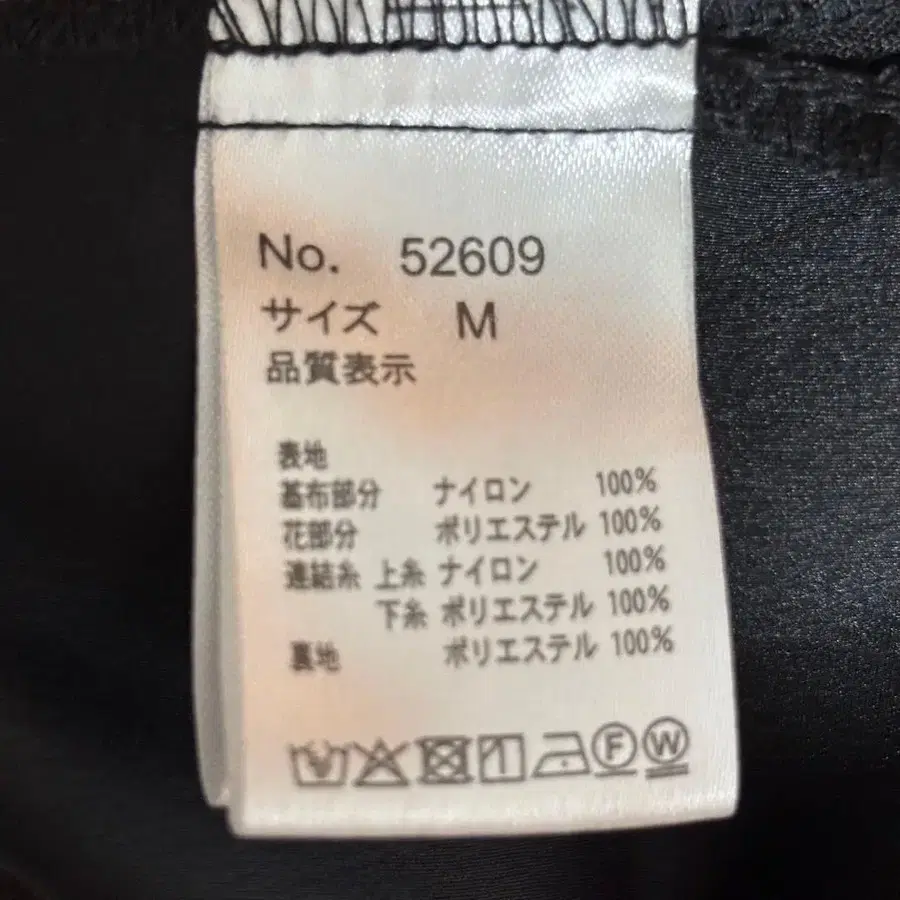 No. 52609
サイズ M
品質表示
表地
基布部分 ナイロン 100%
花部分 ポリエステル 100%
連結糸 上糸 ナイロン 100%
下糸 ポリエステル 100%
裏地 ポリエステル 100%
F W